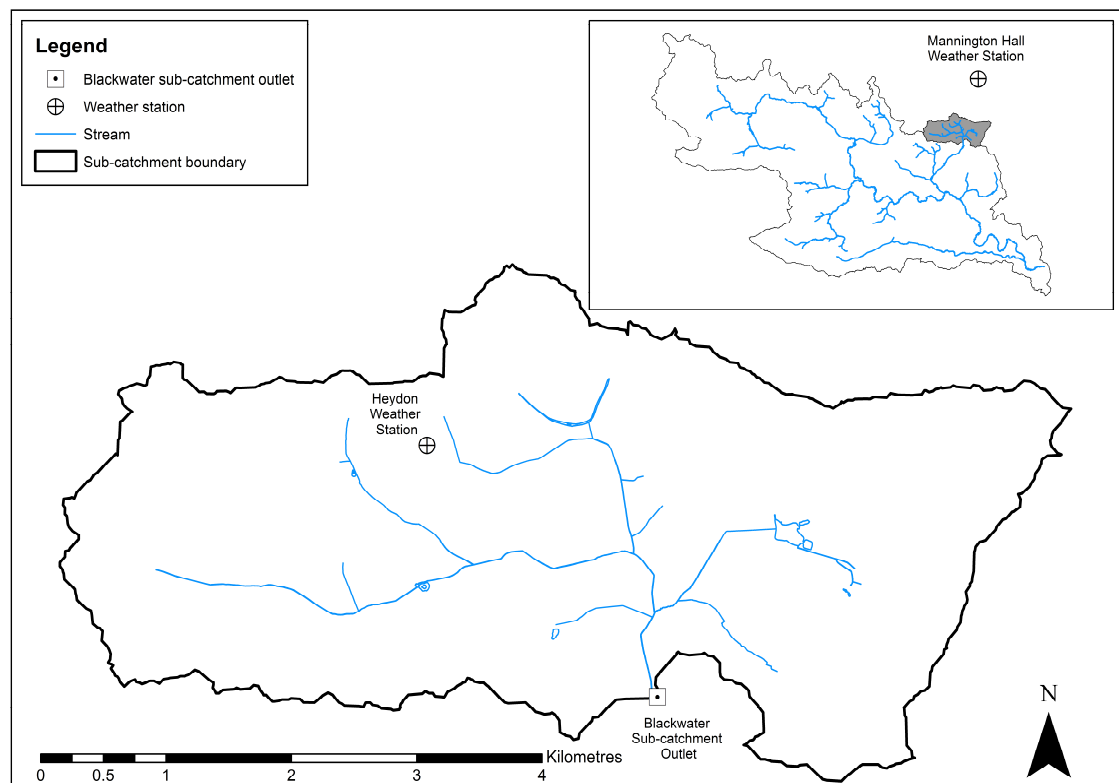 Legend
Blackwater sub-catchment outlet
Weather station
Stream
Sub-catchment boundary
Mannington Hall
Weather Station
Heydon
Weather
Station
Blackwater
Sub-catchment
Outlet
N
Kilometres
0 0.5 1 2 3 4